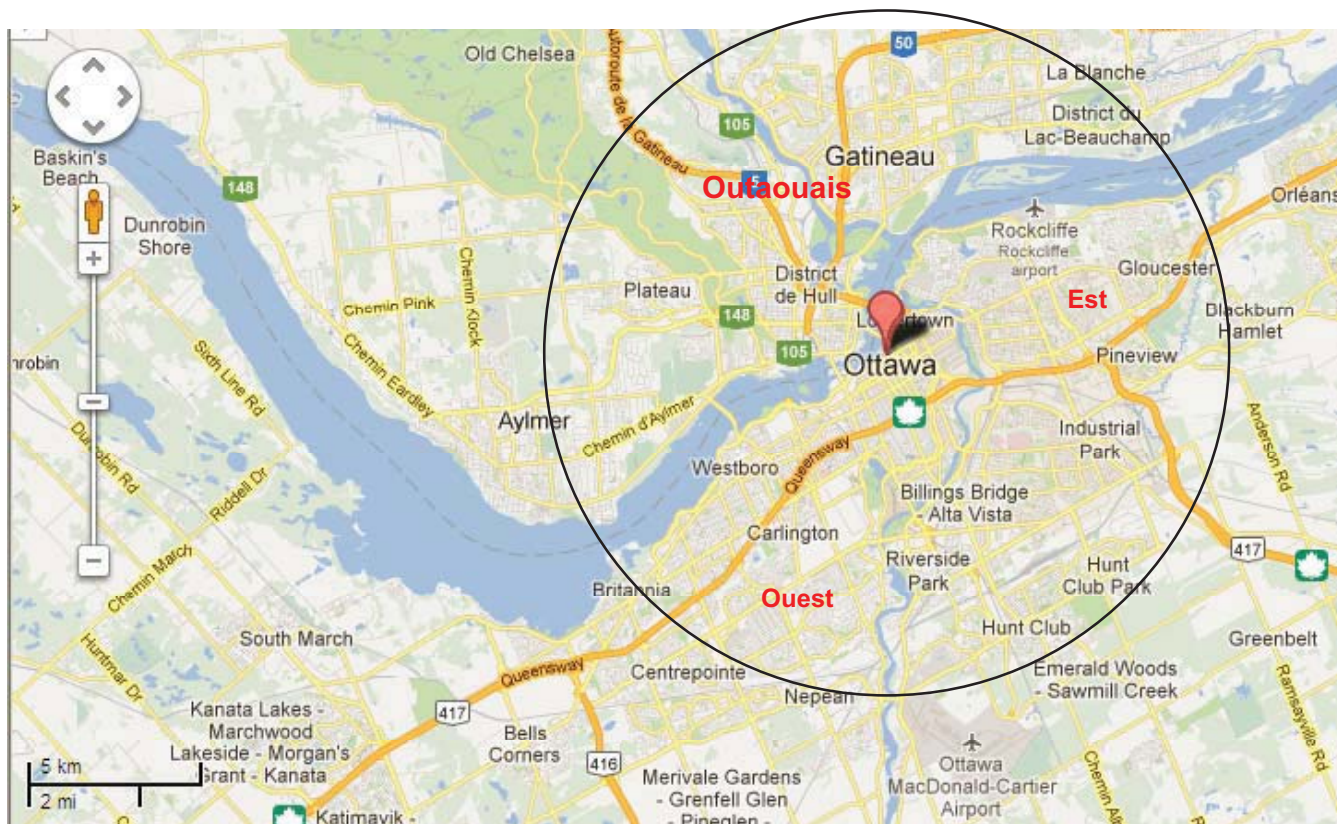 Old Chelsea
50
La Blanche
Autoroute de la Gatineau
105
District du
Lac-Beauchamp
Gatineau
Baskin's
Beach
148
5
Outaouais
Orléans
Dunrobin
Shore
Rockcliffe
Rockcliffe
airport
Gloucester
Chemin Klock
Plateau
District
de Hull
Est
Chemin Pink
148
Blackburn
Hamlet
Sixth Line Rd
105
Ottawa
Pineview
Chemin Eardley
Aylmer
Chemin d'Aylmer
Anderson Rd
Industrial
Park
Dunrobin Rd
Riddell Dr
Westboro
Queensway
Billings Bridge
- Alta Vista
Carlington
417
Chemin March
Riverside
Park
Hunt
Club Park
Britannia
Ouest
South March
Hunt Club
Greenbelt
Huntmar Dr
Queensway
Centrepointe
Emerald Woods
- Sawmill Creek
Nepean
Ramsayville Rd
Kanata Lakes -
Marchwood
Lakeside - Morgan's
Grant - Kanata
417
Bells
Corners
416
Ottawa
MacDonald-Cartier
Airport
5 km
2 mi
Merivale Gardens
- Grenfell Glen
- Pineglen -
Katimavik -